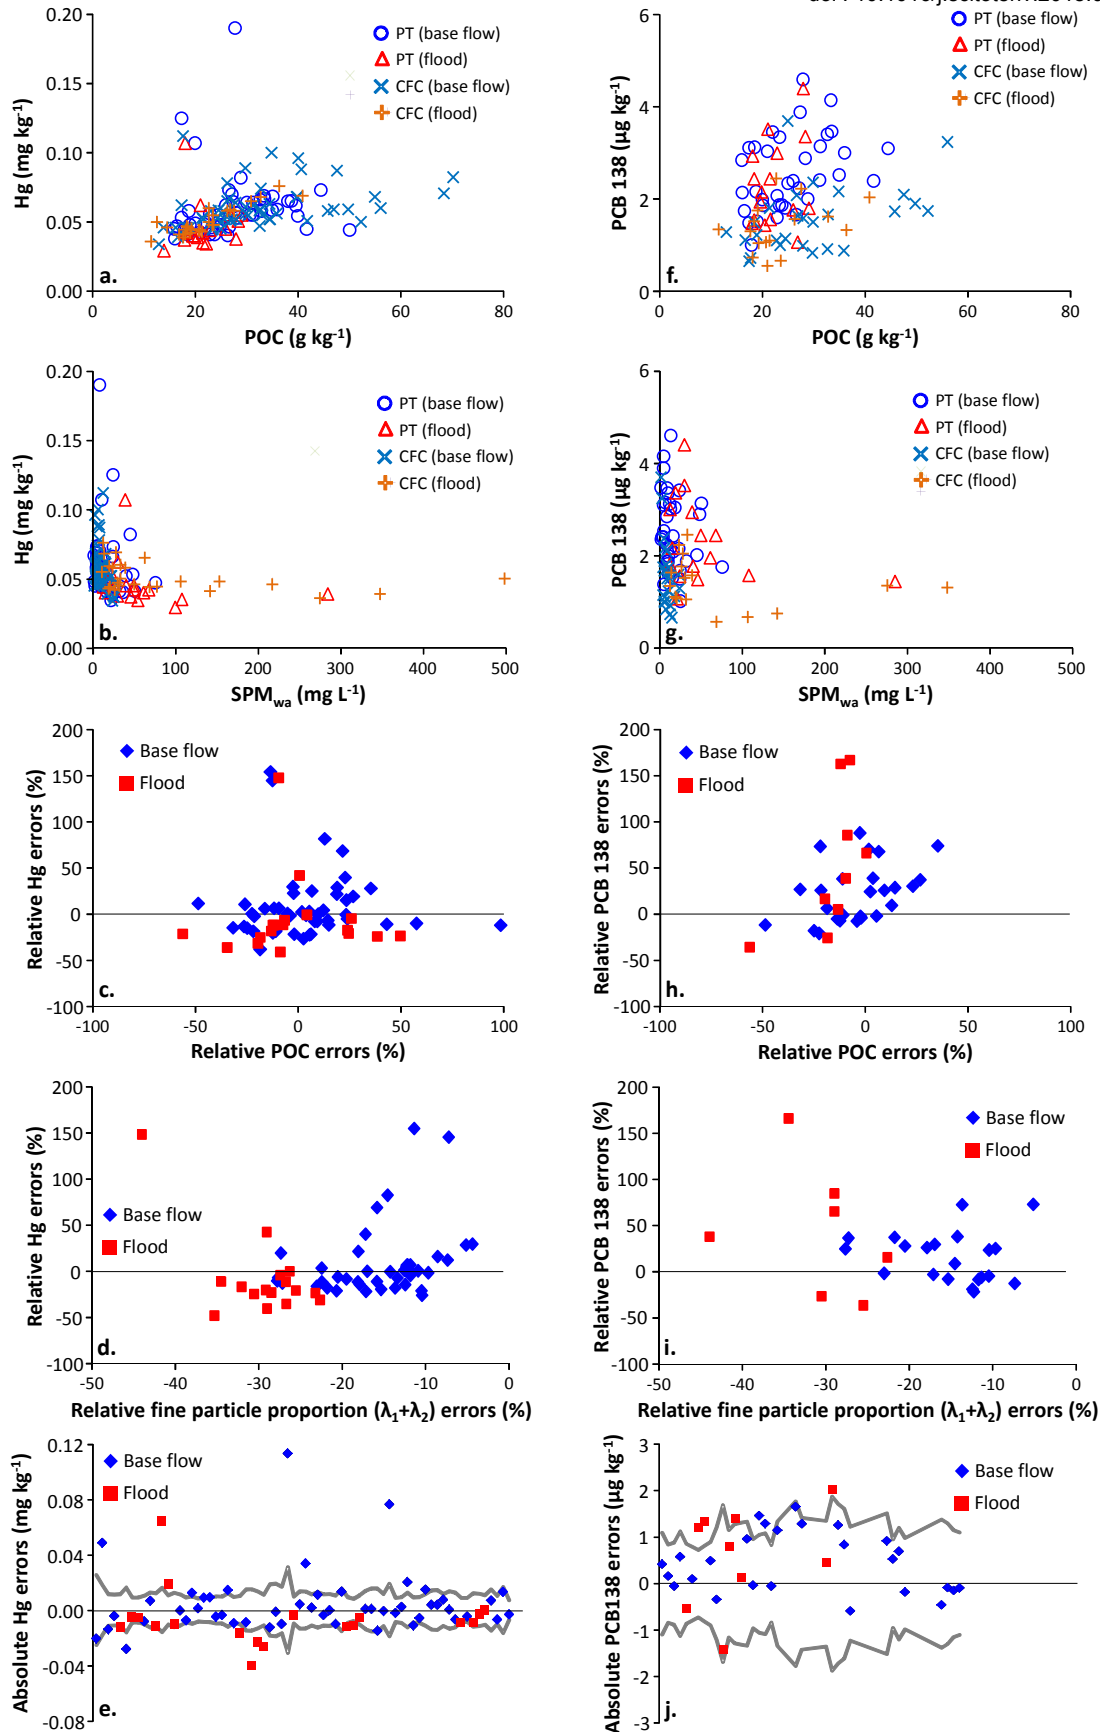 0.20
0.15
0.10
0.05
0.00
Hg (mg kg-1)
PT (base flow)
PT (flood)
CFC (base flow)
CFC (flood)
a.
0 20 40 60 80
POC (g kg-1)
6
4
2
0
PCB 138 (µg kg-1)
PT (base flow)
PT (flood)
CFC (base flow)
CFC (flood)
f.
0 20 40 60 80
POC (g kg-1)
0.20
0.15
0.10
0.05
0.00
Hg (mg kg-1)
PT (base flow)
PT (flood)
CFC (base flow)
CFC (flood)
b.
0 100 200 300 400 500
SPMwa (mg L-1)
6
4
2
0
PCB 138 (µg kg-1)
PT (base flow)
PT (flood)
CFC (base flow)
CFC (flood)
g.
0 100 200 300 400 500
SPMwa (mg L-1)
200
150
100
50
0
-50
-100
Relative Hg errors (%)
Base flow
Flood
c.
-100 -50 0 50 100
Relative POC errors (%)
200
150
100
50
0
-50
-100
Relative PCB 138 errors (%)
Base flow
Flood
h.
-100 -50 0 50 100
Relative POC errors (%)
200
150
100
50
0
-50
-100
Relative Hg errors (%)
Base flow
Flood
d.
-50 -40 -30 -20 -10 0
Relative fine particle proportion (λ1+λ2) errors (%)
200
150
100
50
0
-50
-100
Relative PCB 138 errors (%)
Base flow
Flood
i.
-50 -40 -30 -20 -10 0
Relative fine particle proportion (λ1+λ2) errors (%)
0.12
0.08
0.04
0.00
-0.04
-0.08
Absolute Hg errors (mg kg-1)
Base flow
Flood
e.
3
2
1
0
-1
-2
-3
Absolute PCB138 errors (µg kg-1)
Base flow
Flood
j.